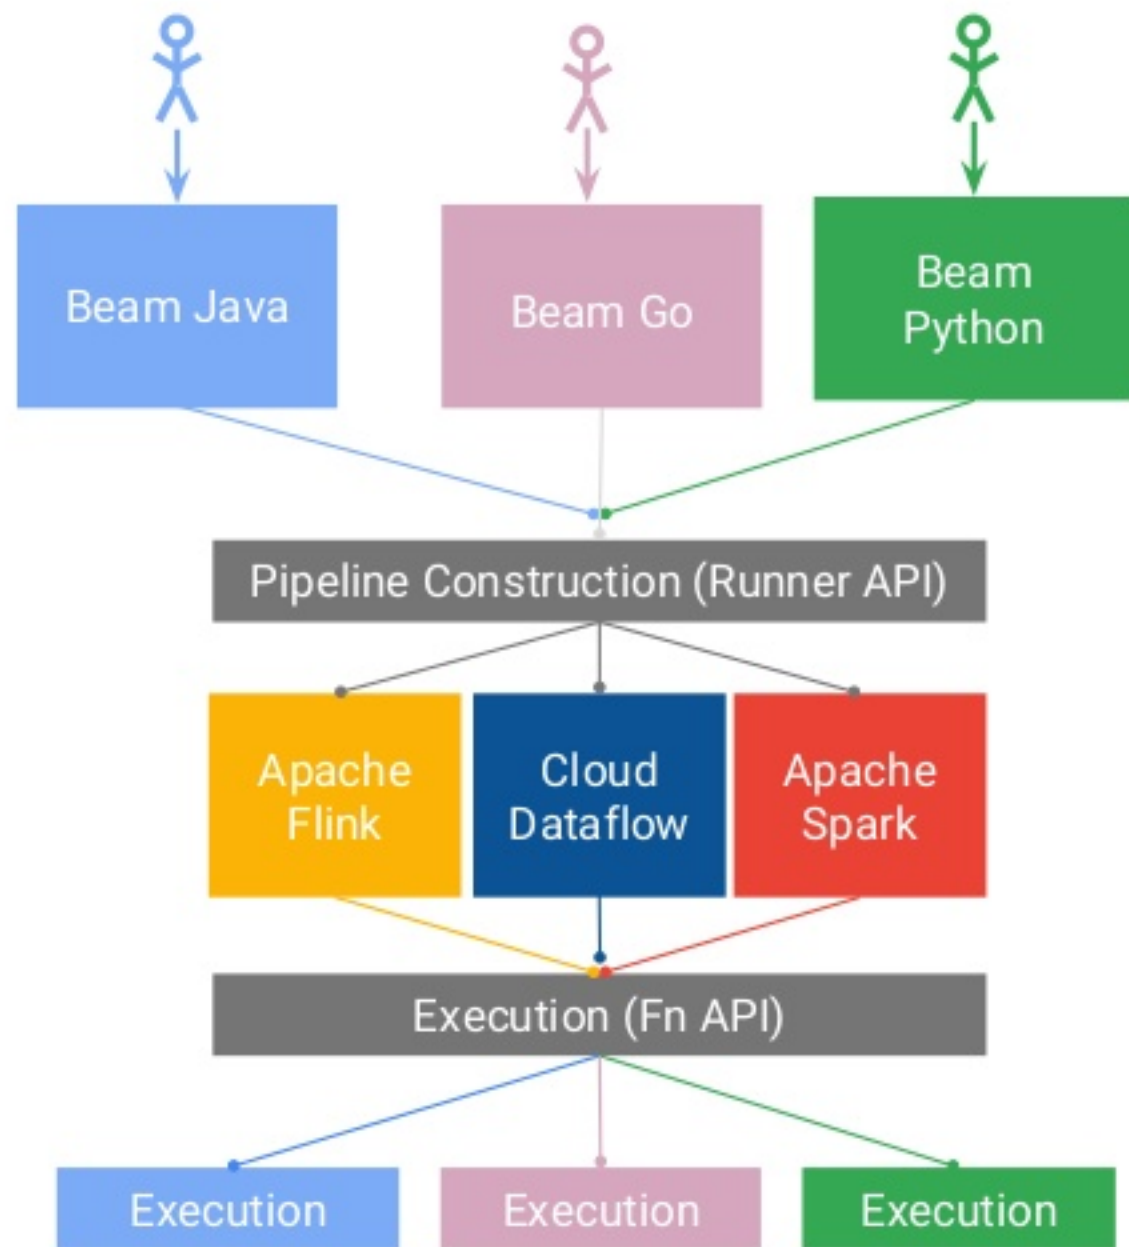 Beam Java
Beam Go
Beam
Python
Pipeline Construction (Runner API)
Apache
Flink
Cloud
Dataflow
Apache
Spark
Execution (Fn API)
Execution
Execution
Execution